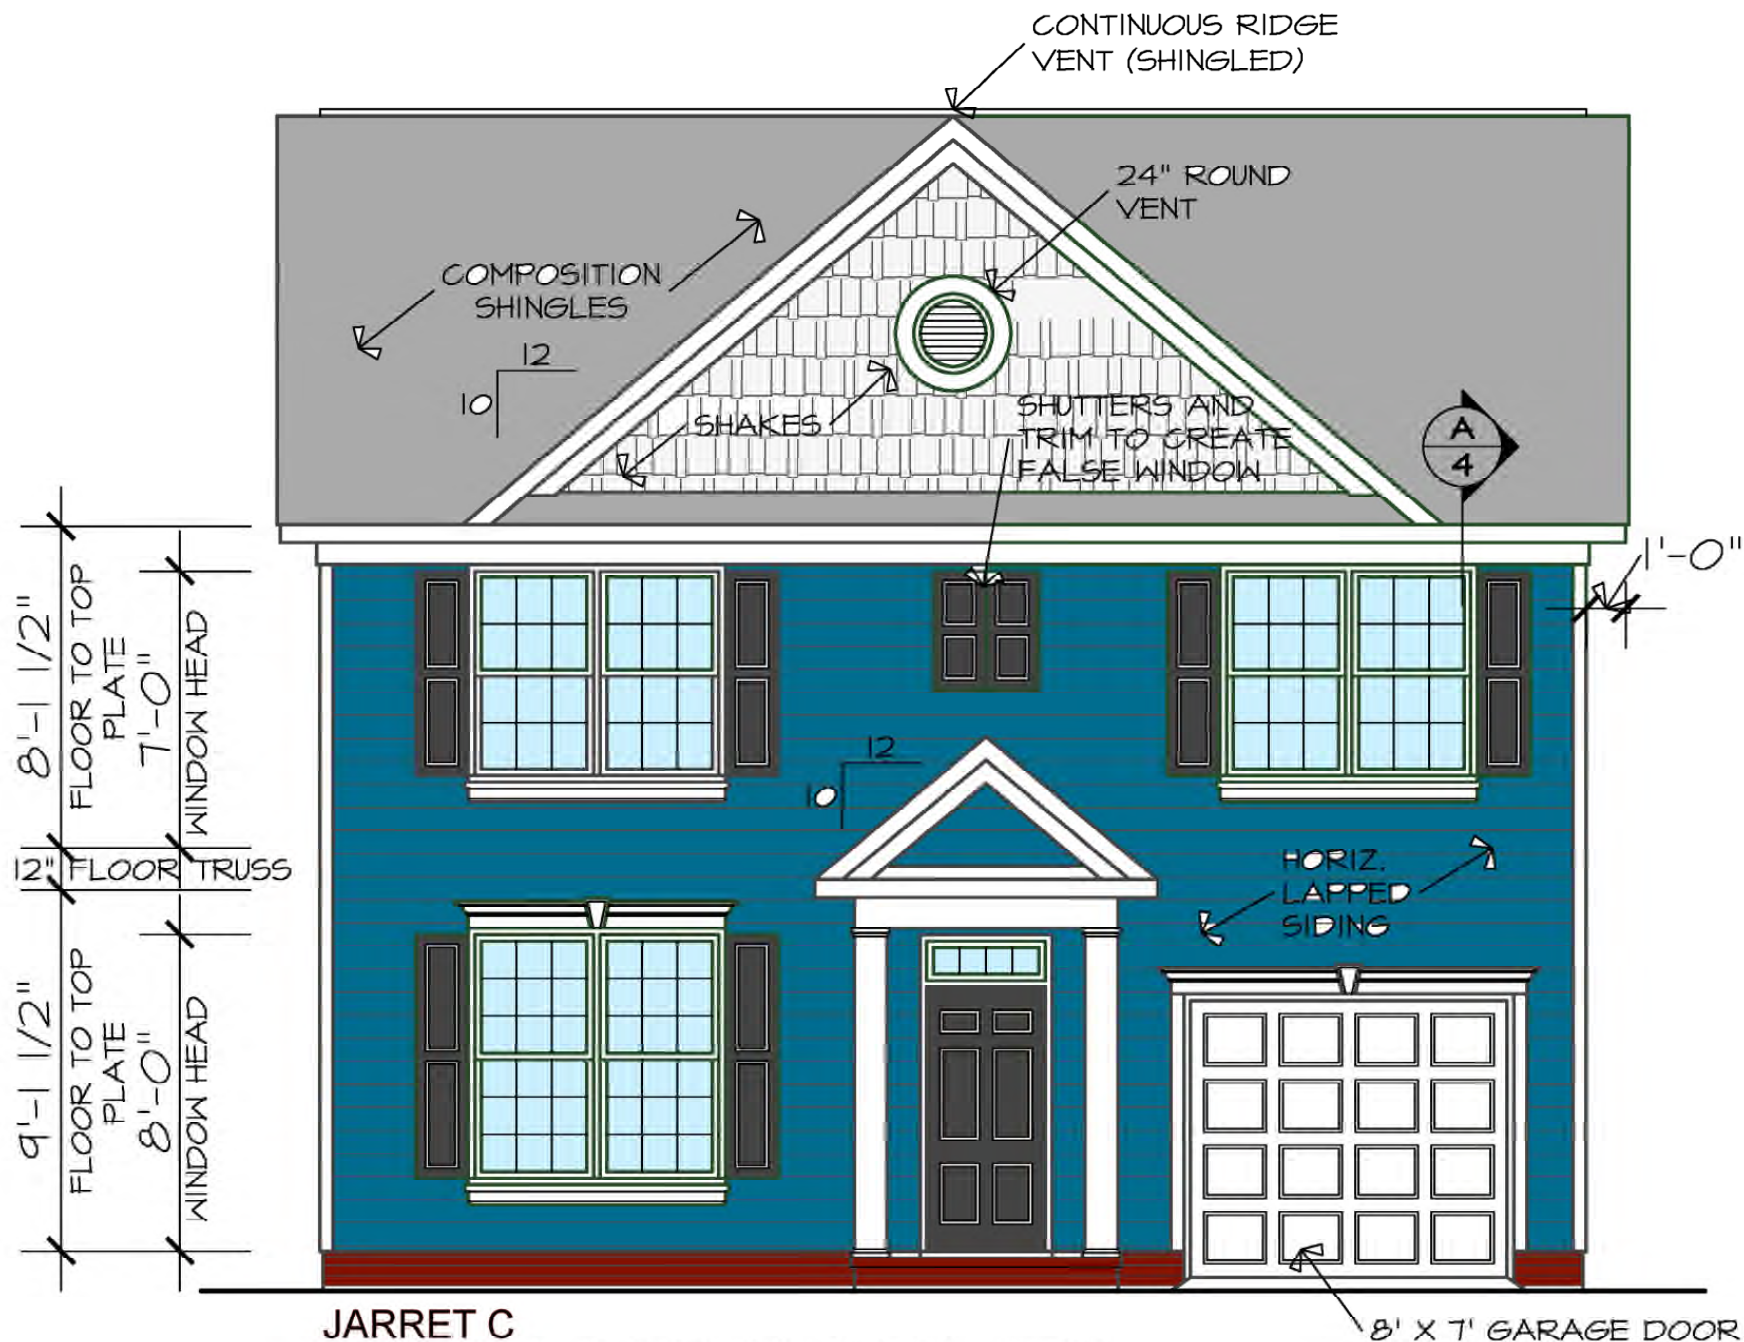 CONTINUOUS RIDGE
VENT (SHINGLED)
24" ROUND
VENT
COMPOSITION
SHINGLES
12
10
SHAKES
SHUTTERS AND
TRIM TO CREATE
FALSE WINDOW
A
4
1'-0"
8'-1 1/2"
FLOOR TO TOP
PLATE
7'-0"
WINDOW HEAD
12
10
12" FLOOR TRUSS
HORIZ.
LAPPED
SIDING
9'-1 1/2"
FLOOR TO TOP
PLATE
8'-0"
WINDOW HEAD
JARRET C
8' X 7' GARAGE DOOR